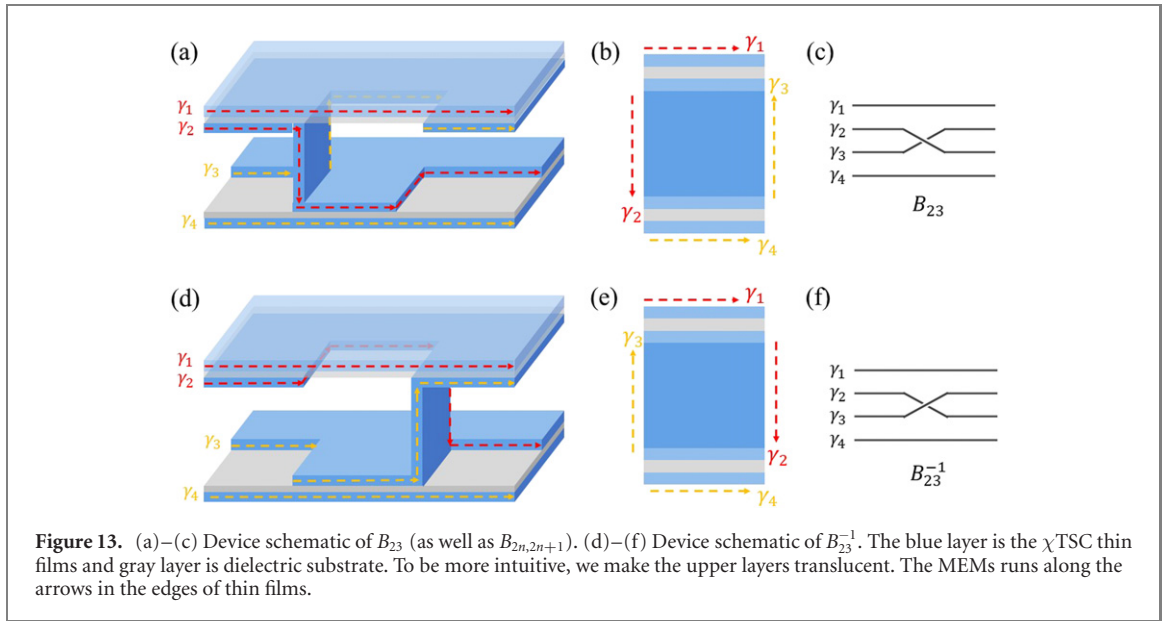 (a)
γ₁
γ₂
γ₃
γ₄
(b)
γ₁
γ₃
γ₂
γ₄
(c)
γ₁
γ₂
γ₃
γ₄
B₂₃
(d)
γ₁
γ₂
γ₃
γ₄
(e)
γ₁
γ₃
γ₂
γ₄
(f)
γ₁
γ₂
γ₃
γ₄
B₂₃⁻¹
Figure 13. (a)–(c) Device schematic of B₂₃ (as well as B₂ₙ,₂ₙ₊₁). (d)–(f) Device schematic of B₂₃⁻¹. The blue layer is the χTSC thin
films and gray layer is dielectric substrate. To be more intuitive, we make the upper layers translucent. The MEMs runs along the
arrows in the edges of thin films.